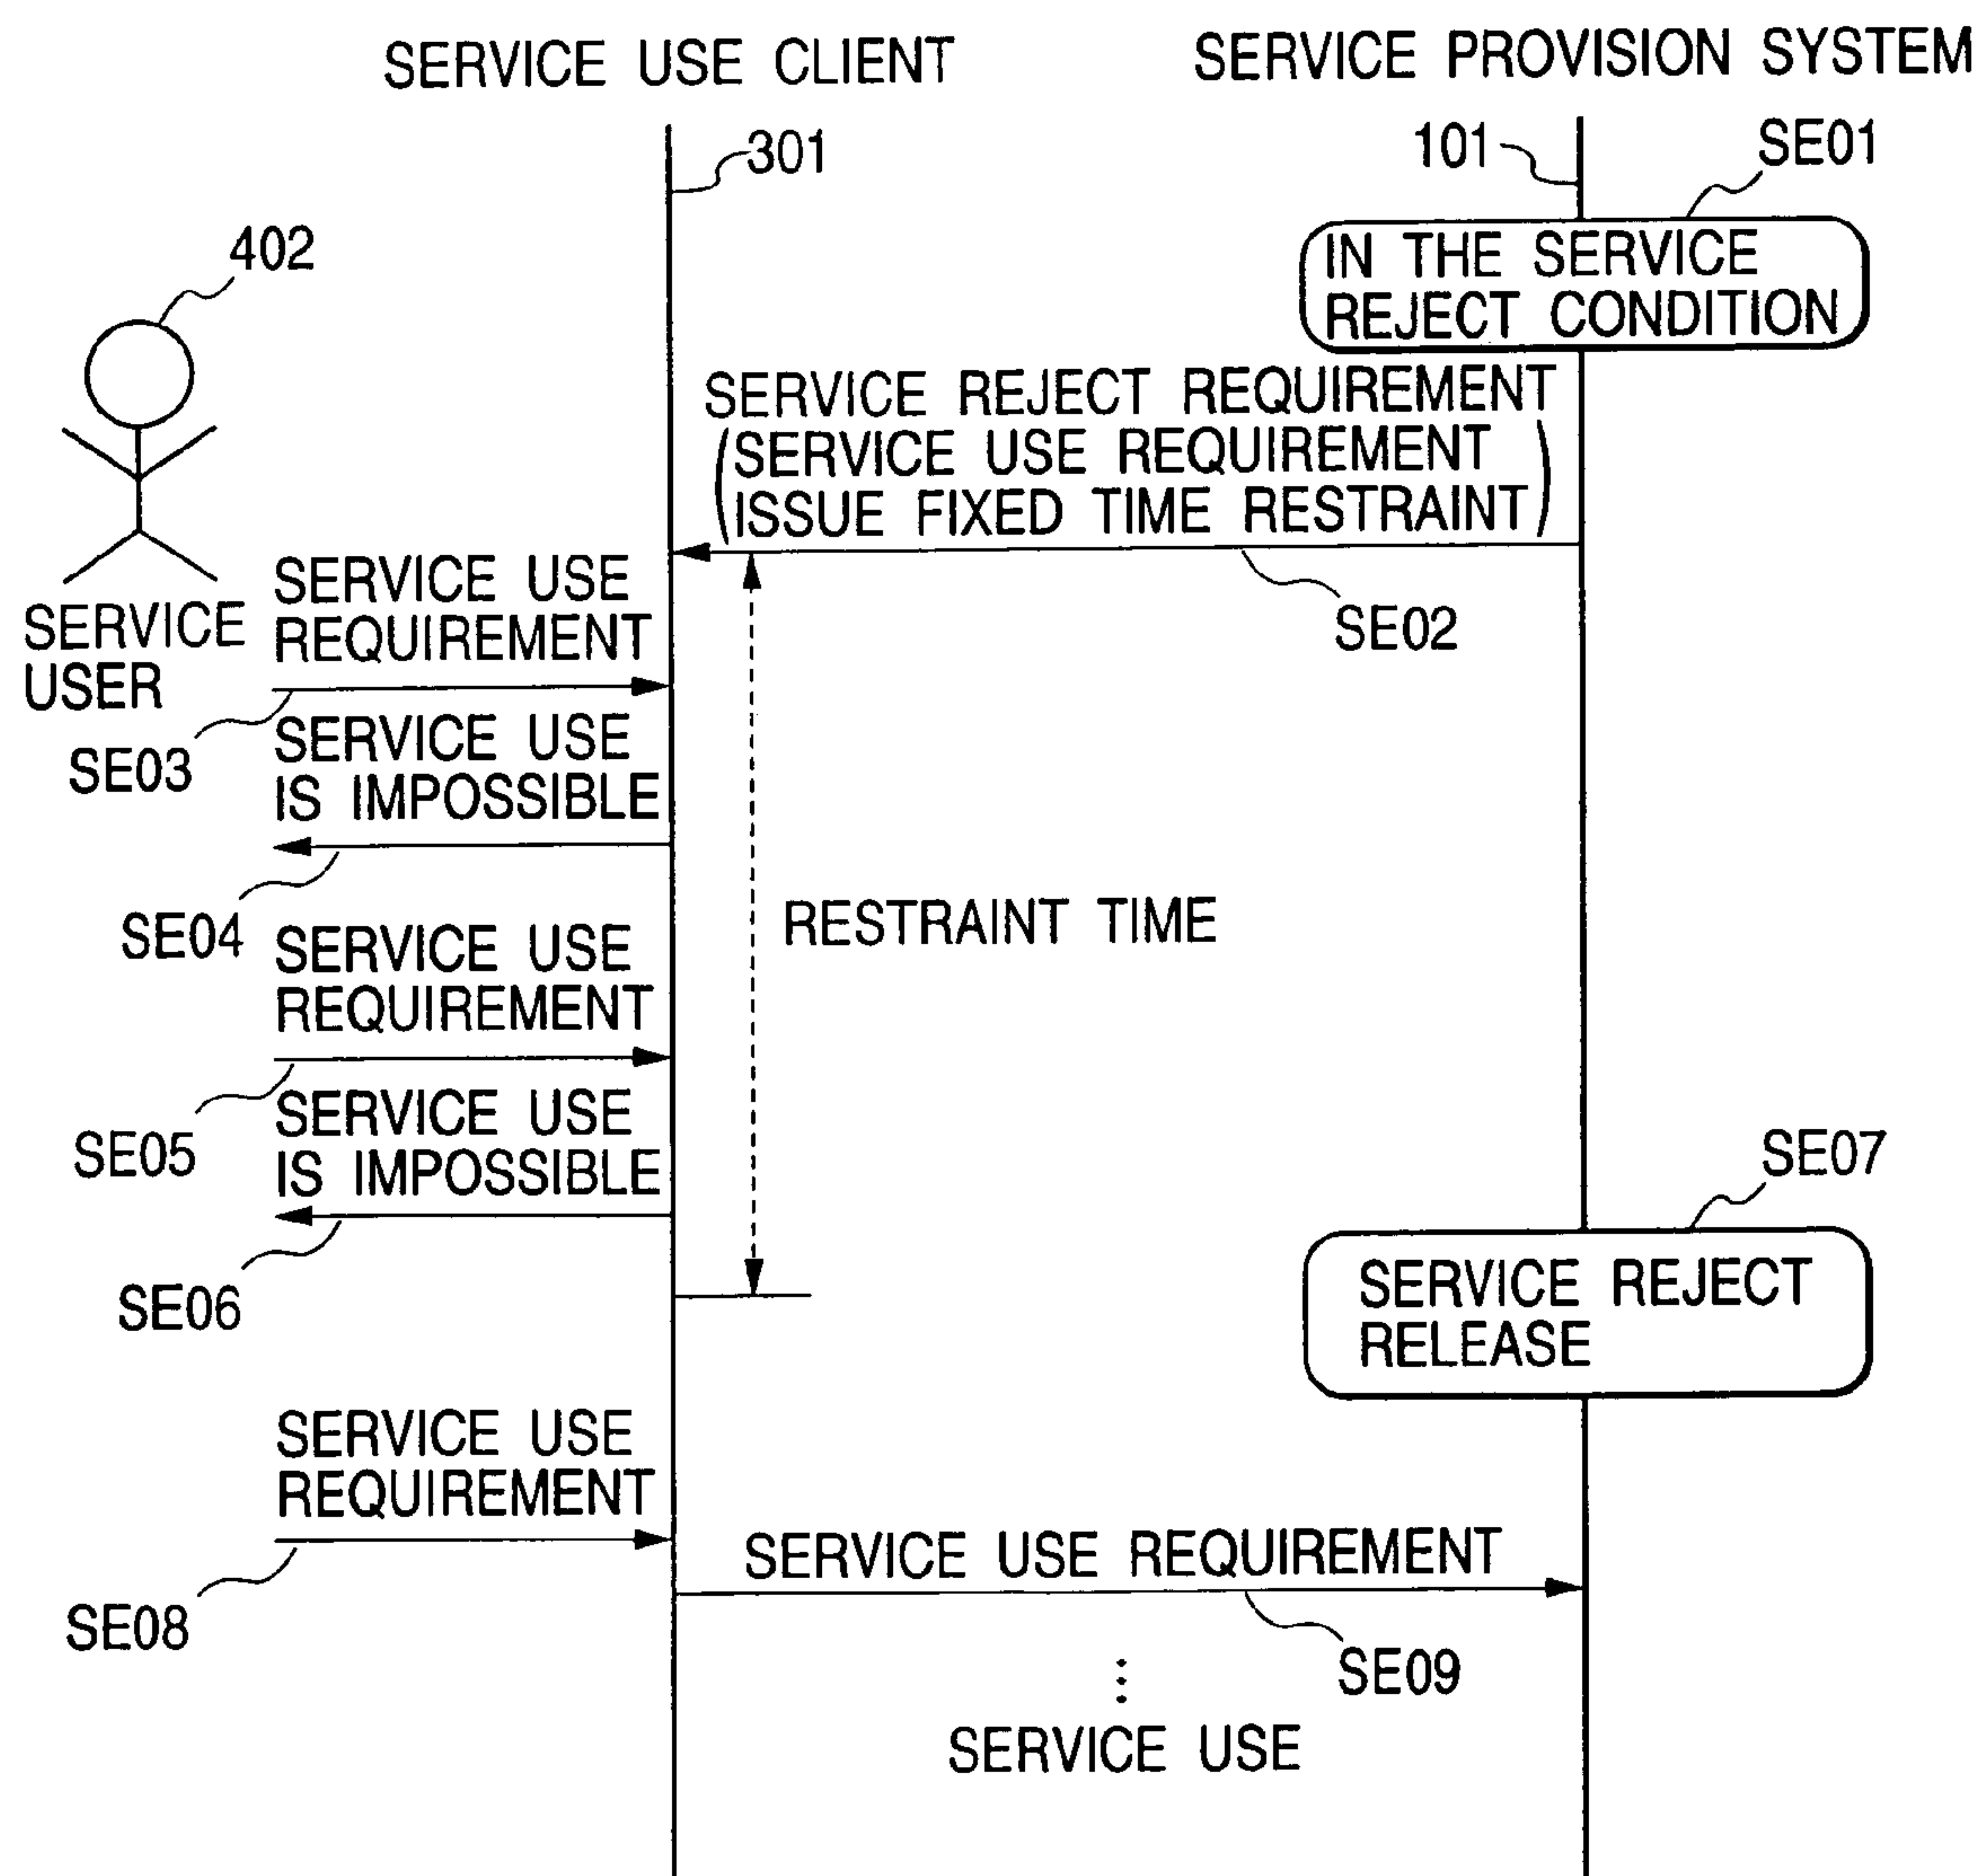 SERVICE USE CLIENT
SERVICE PROVISION SYSTEM
301
101
SE01
402
IN THE SERVICE
REJECT CONDITION
SERVICE REJECT REQUIREMENT
(SERVICE USE REQUIREMENT
ISSUE FIXED TIME RESTRAINT)
SE02
SERVICE
USER
SERVICE USE
REQUIREMENT
SE03
SERVICE USE
IS IMPOSSIBLE
SE04
RESTRAINT TIME
SERVICE USE
REQUIREMENT
SE05
SERVICE USE
IS IMPOSSIBLE
SE06
SE07
SERVICE REJECT
RELEASE
SERVICE USE
REQUIREMENT
SE08
SERVICE USE REQUIREMENT
SE09
SERVICE USE